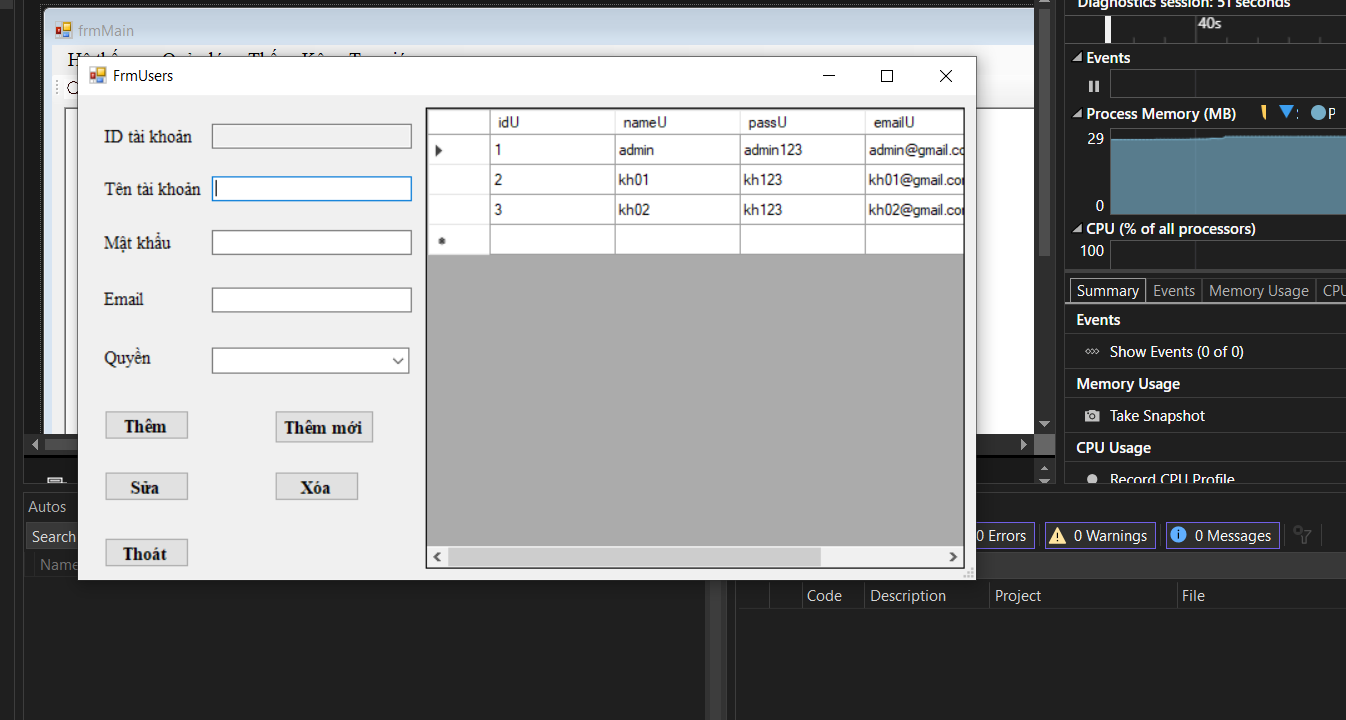 Diagnostics session: 51 seconds
frmMain
40s
FrmUsers
Events
Process Memory (MB)
P
29
0
CPU (% of all processors)
100
ID tài khoản
Tên tài khoản
Mật khẩu
Email
Quyền
Thêm
Thêm mới
Sửa
Xóa
Thoát
idU nameU passU emailU
1 admin admin123 admin@gmail.co
2 kh01 kh123 kh01@gmail.co
3 kh02 kh123 kh02@gmail.co
Summary Events Memory Usage CPU
Events
Show Events (0 of 0)
Memory Usage
Take Snapshot
CPU Usage
Record CPU Profile
Autos
Search
Name
0 Errors
0 Warnings
0 Messages
Code Description Project File